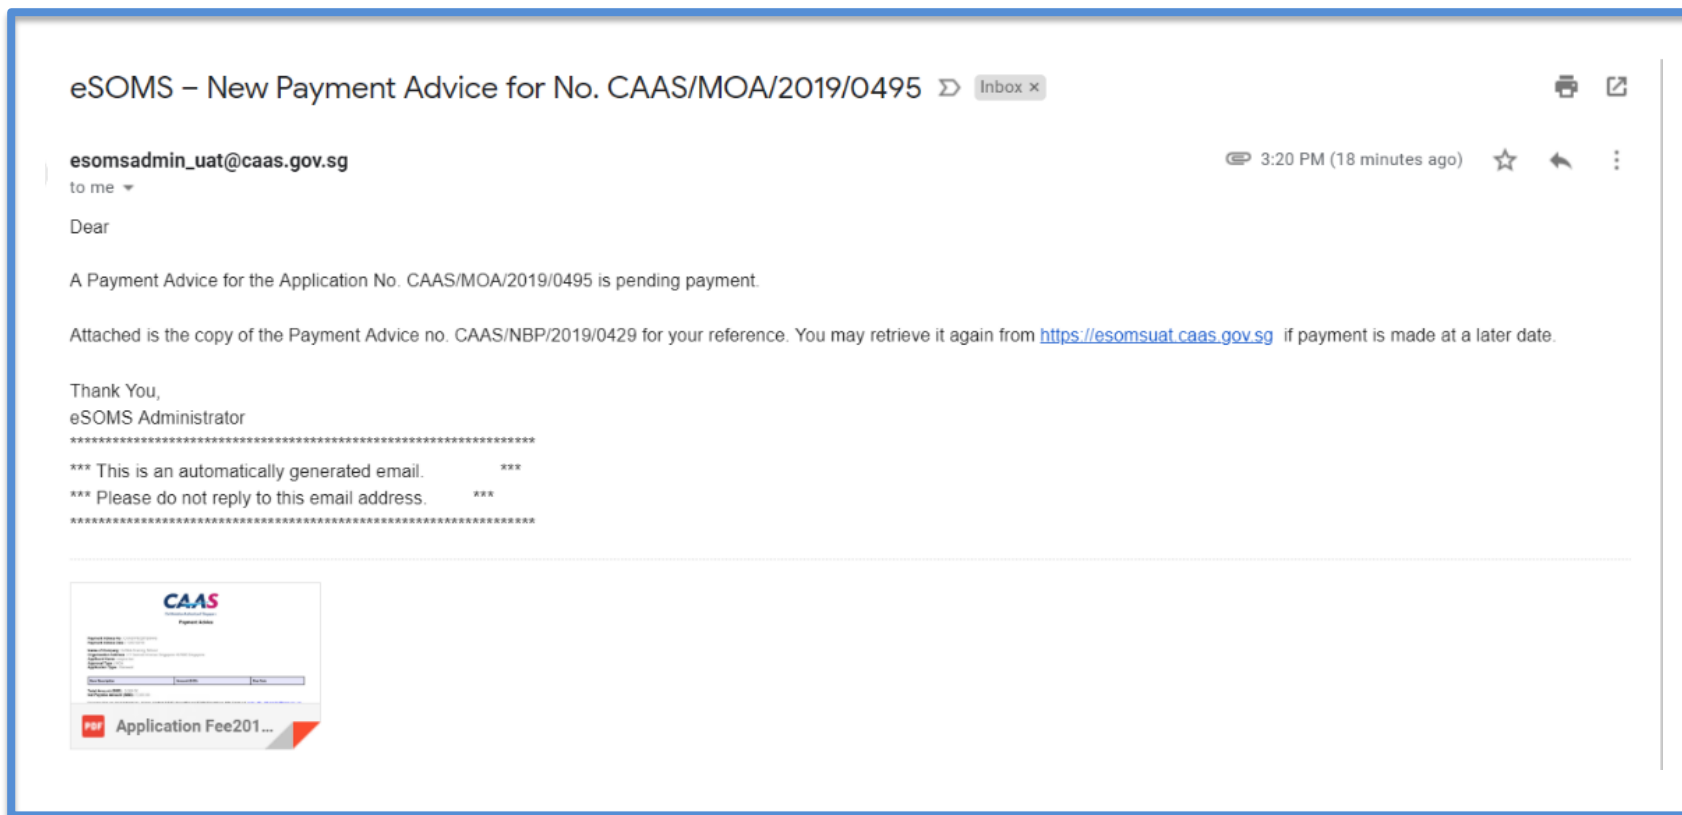 eSOMS – New Payment Advice for No. CAAS/MOA/2019/0495 Inbox ×
esomsadmin_uat@caas.gov.sg 3:20 PM (18 minutes ago)
to me
Dear
A Payment Advice for the Application No. CAAS/MOA/2019/0495 is pending payment.
Attached is the copy of the Payment Advice no. CAAS/NBP/2019/0429 for your reference. You may retrieve it again from https://esomsuat.caas.gov.sg if payment is made at a later date.
Thank You,
eSOMS Administrator
******************************************************************
*** This is an automatically generated email. ***
*** Please do not reply to this email address. ***
******************************************************************
CAAS
Payment Advice
PDF Application Fee201...